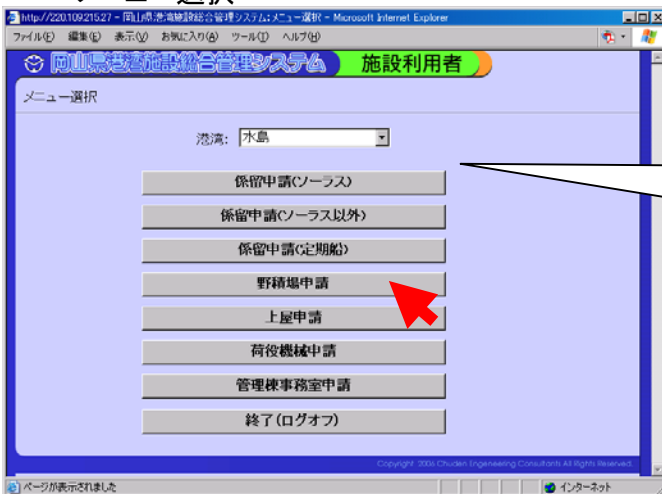 メニュー選択
http://220.109.215.27 - 岡山県港湾施設総合管理システム:メニュー選択 - Microsoft Internet Explorer
ファイル(F) 編集(E) 表示(V) お気に入り(A) ツール(T) ヘルプ(H)
岡山県港湾施設総合管理システム 施設利用者
メニュー選択
港湾: 水島
係留申請(ソーラス)
係留申請(ソーラス以外)
係留申請(定期船)
野積場申請
上屋申請
荷役機械申請
管理棟事務室申請
終了(ログオフ)
Copyright 2006 Chuden Engineering Consultants All Rights Reserved.
ページが表示されました インターネット